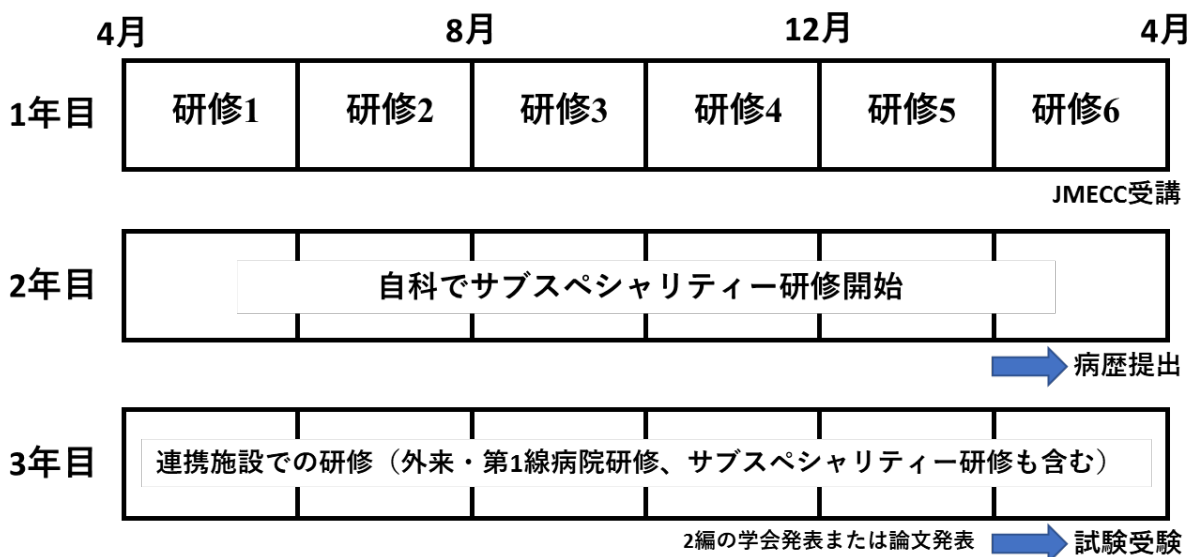 4月 8月 12月 4月
1年目 研修1 研修2 研修3 研修4 研修5 研修6
JMECC受講
2年目 自科でサブスペシャリティー研修開始
病歴提出
3年目 連携施設での研修（外来・第1線病院研修、サブスペシャリティー研修も含む）
2編の学会発表または論文発表 試験受験